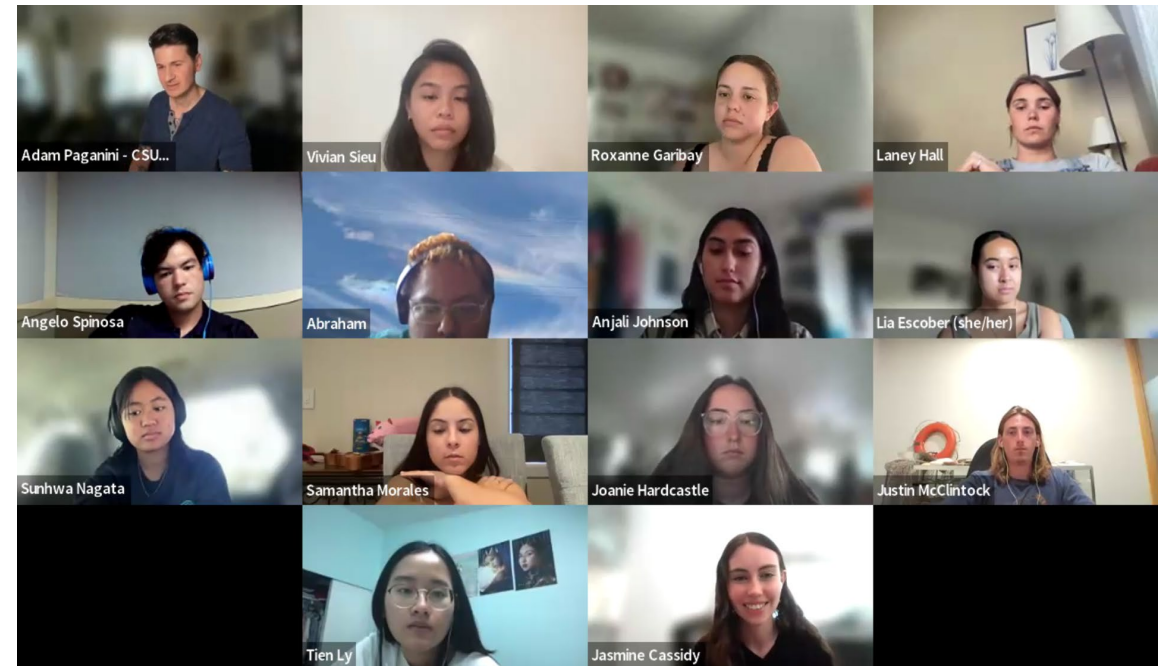 Adam Paganini - CSU...
Vivian Sieu
Roxanne Garibay
Laney Hall
Angelo Spinosa
Abraham
Anjali Johnson
Lia Escober (she/her)
Sunhwa Nagata
Samantha Morales
Joanie Hardcastle
Justin McClintock
Tien Ly
Jasmine Cassidy